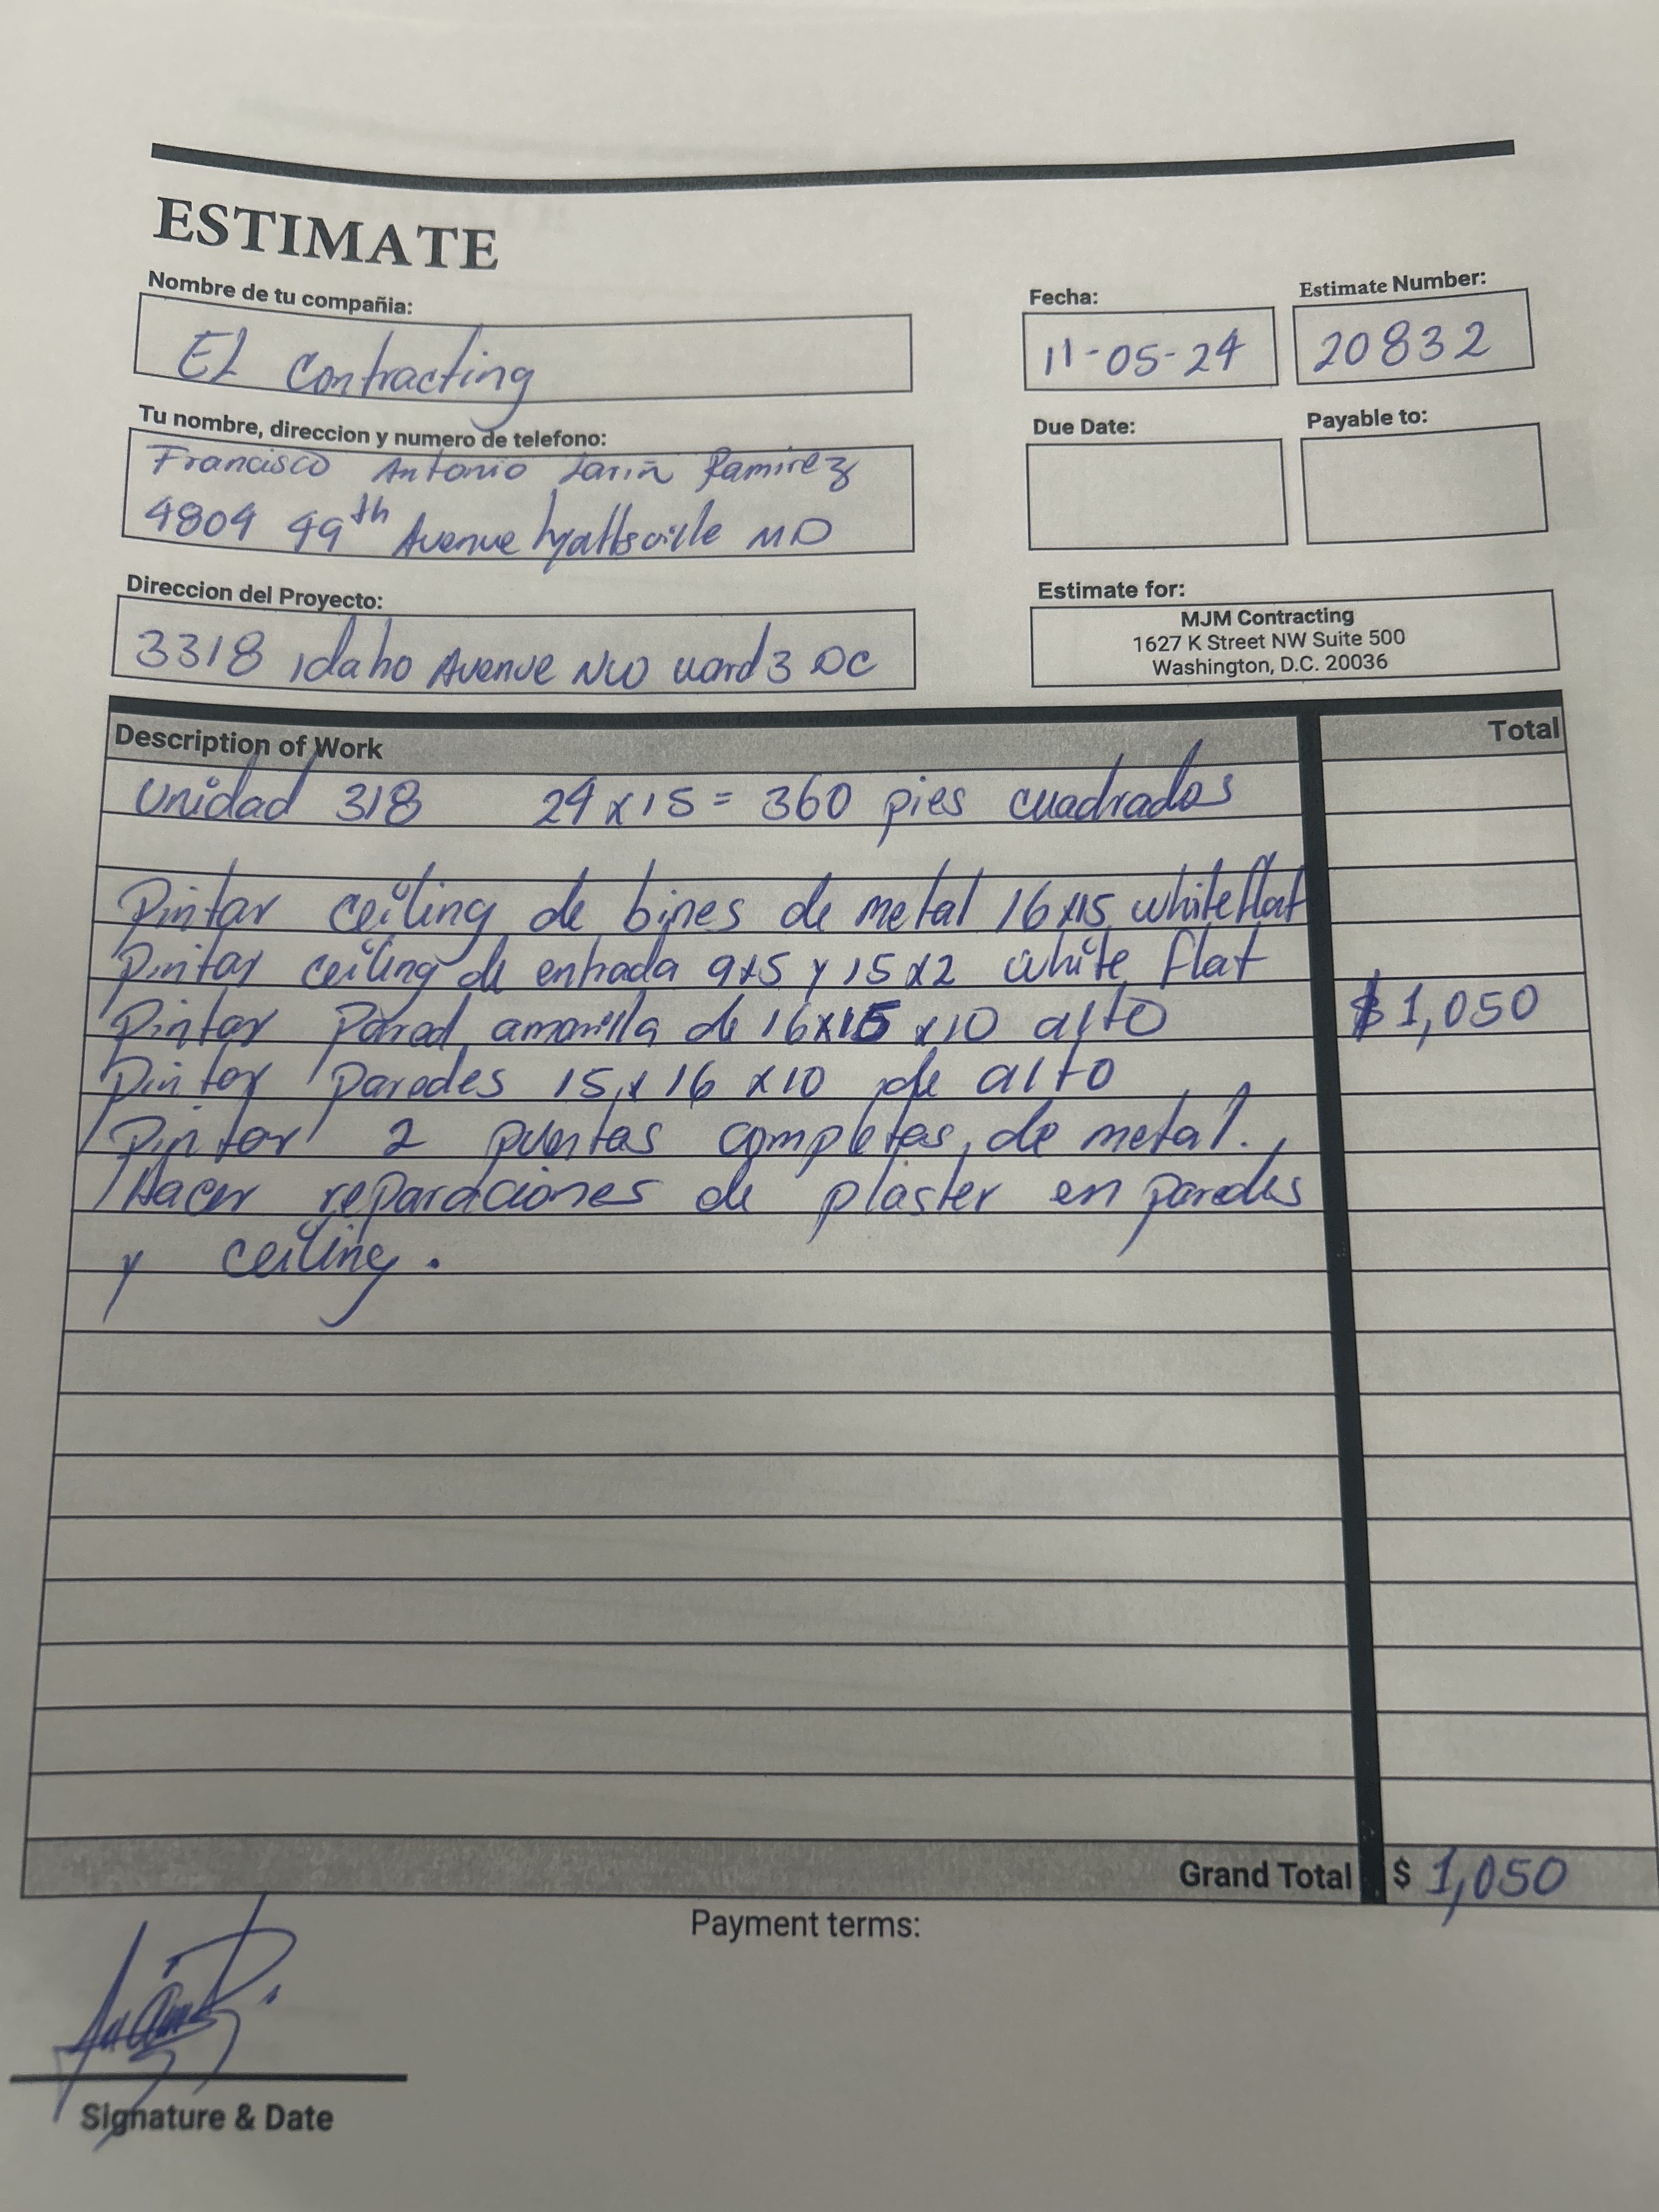 ESTIMATE
Nombre de tu compañia:
EL Contracting
Fecha:
11-05-24
Estimate Number:
20832
Tu nombre, direccion y numero de telefono:
Francisco Antonio Larin Ramirez
4804 49th Avenue hyattsville MD
Due Date:
Payable to:
Direccion del Proyecto:
3318 idaho Avenue NW ward 3 DC
Estimate for:
MJM Contracting
1627 K Street NW Suite 500
Washington, D.C. 20036
Description of Work Total
Unidad 318 24 x 15 = 360 pies cuadrados
Pintar ceiling de bines de metal 16x15 white flat
Pintar ceiling de entrada 9x5 y 15x2 white flat
Pintar Pared amarilla de 16x15 x10 alto $1,050
Pintar Paredes 15 x 16 x10 de alto
Pintar 2 puertas completas de metal.
Hacer reparaciones de plaster en paredes
y ceiling.
Grand Total $ 1,050
Payment terms:
Signature & Date